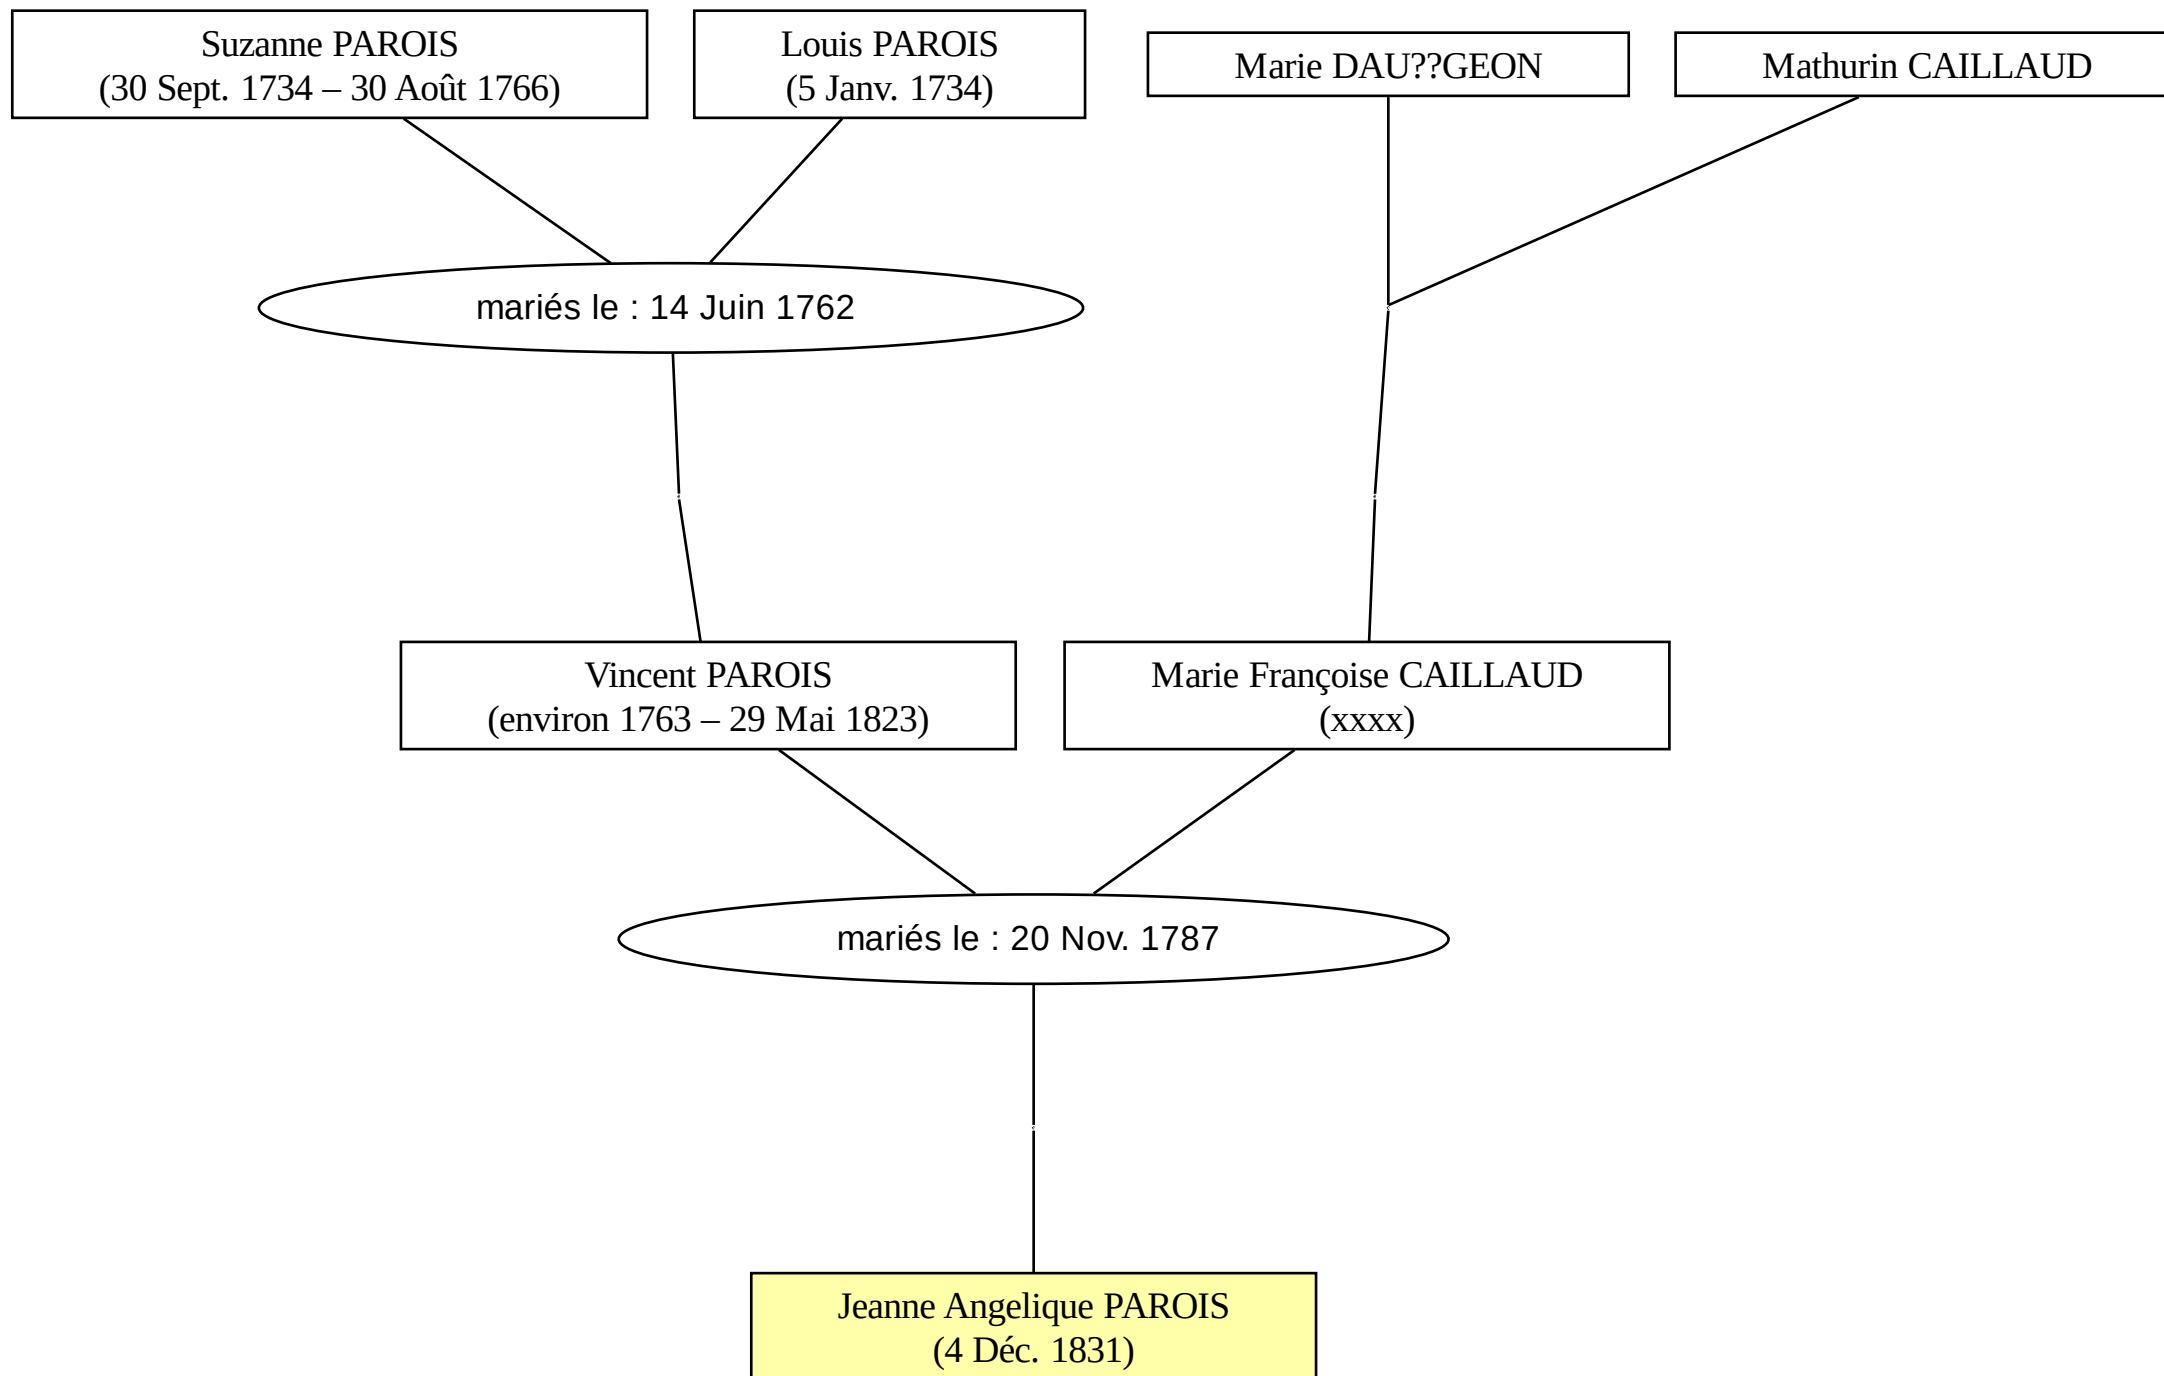 Suzanne PAROIS
(30 Sept. 1734 – 30 Août 1766)
Louis PAROIS
(5 Janv. 1734)
Marie DAU??GEON
Mathurin CAILLAUD
mariés le : 14 Juin 1762
Vincent PAROIS
(environ 1763 – 29 Mai 1823)
Marie Françoise CAILLAUD
(xxxx)
mariés le : 20 Nov. 1787
Jeanne Angelique PAROIS
(4 Déc. 1831)